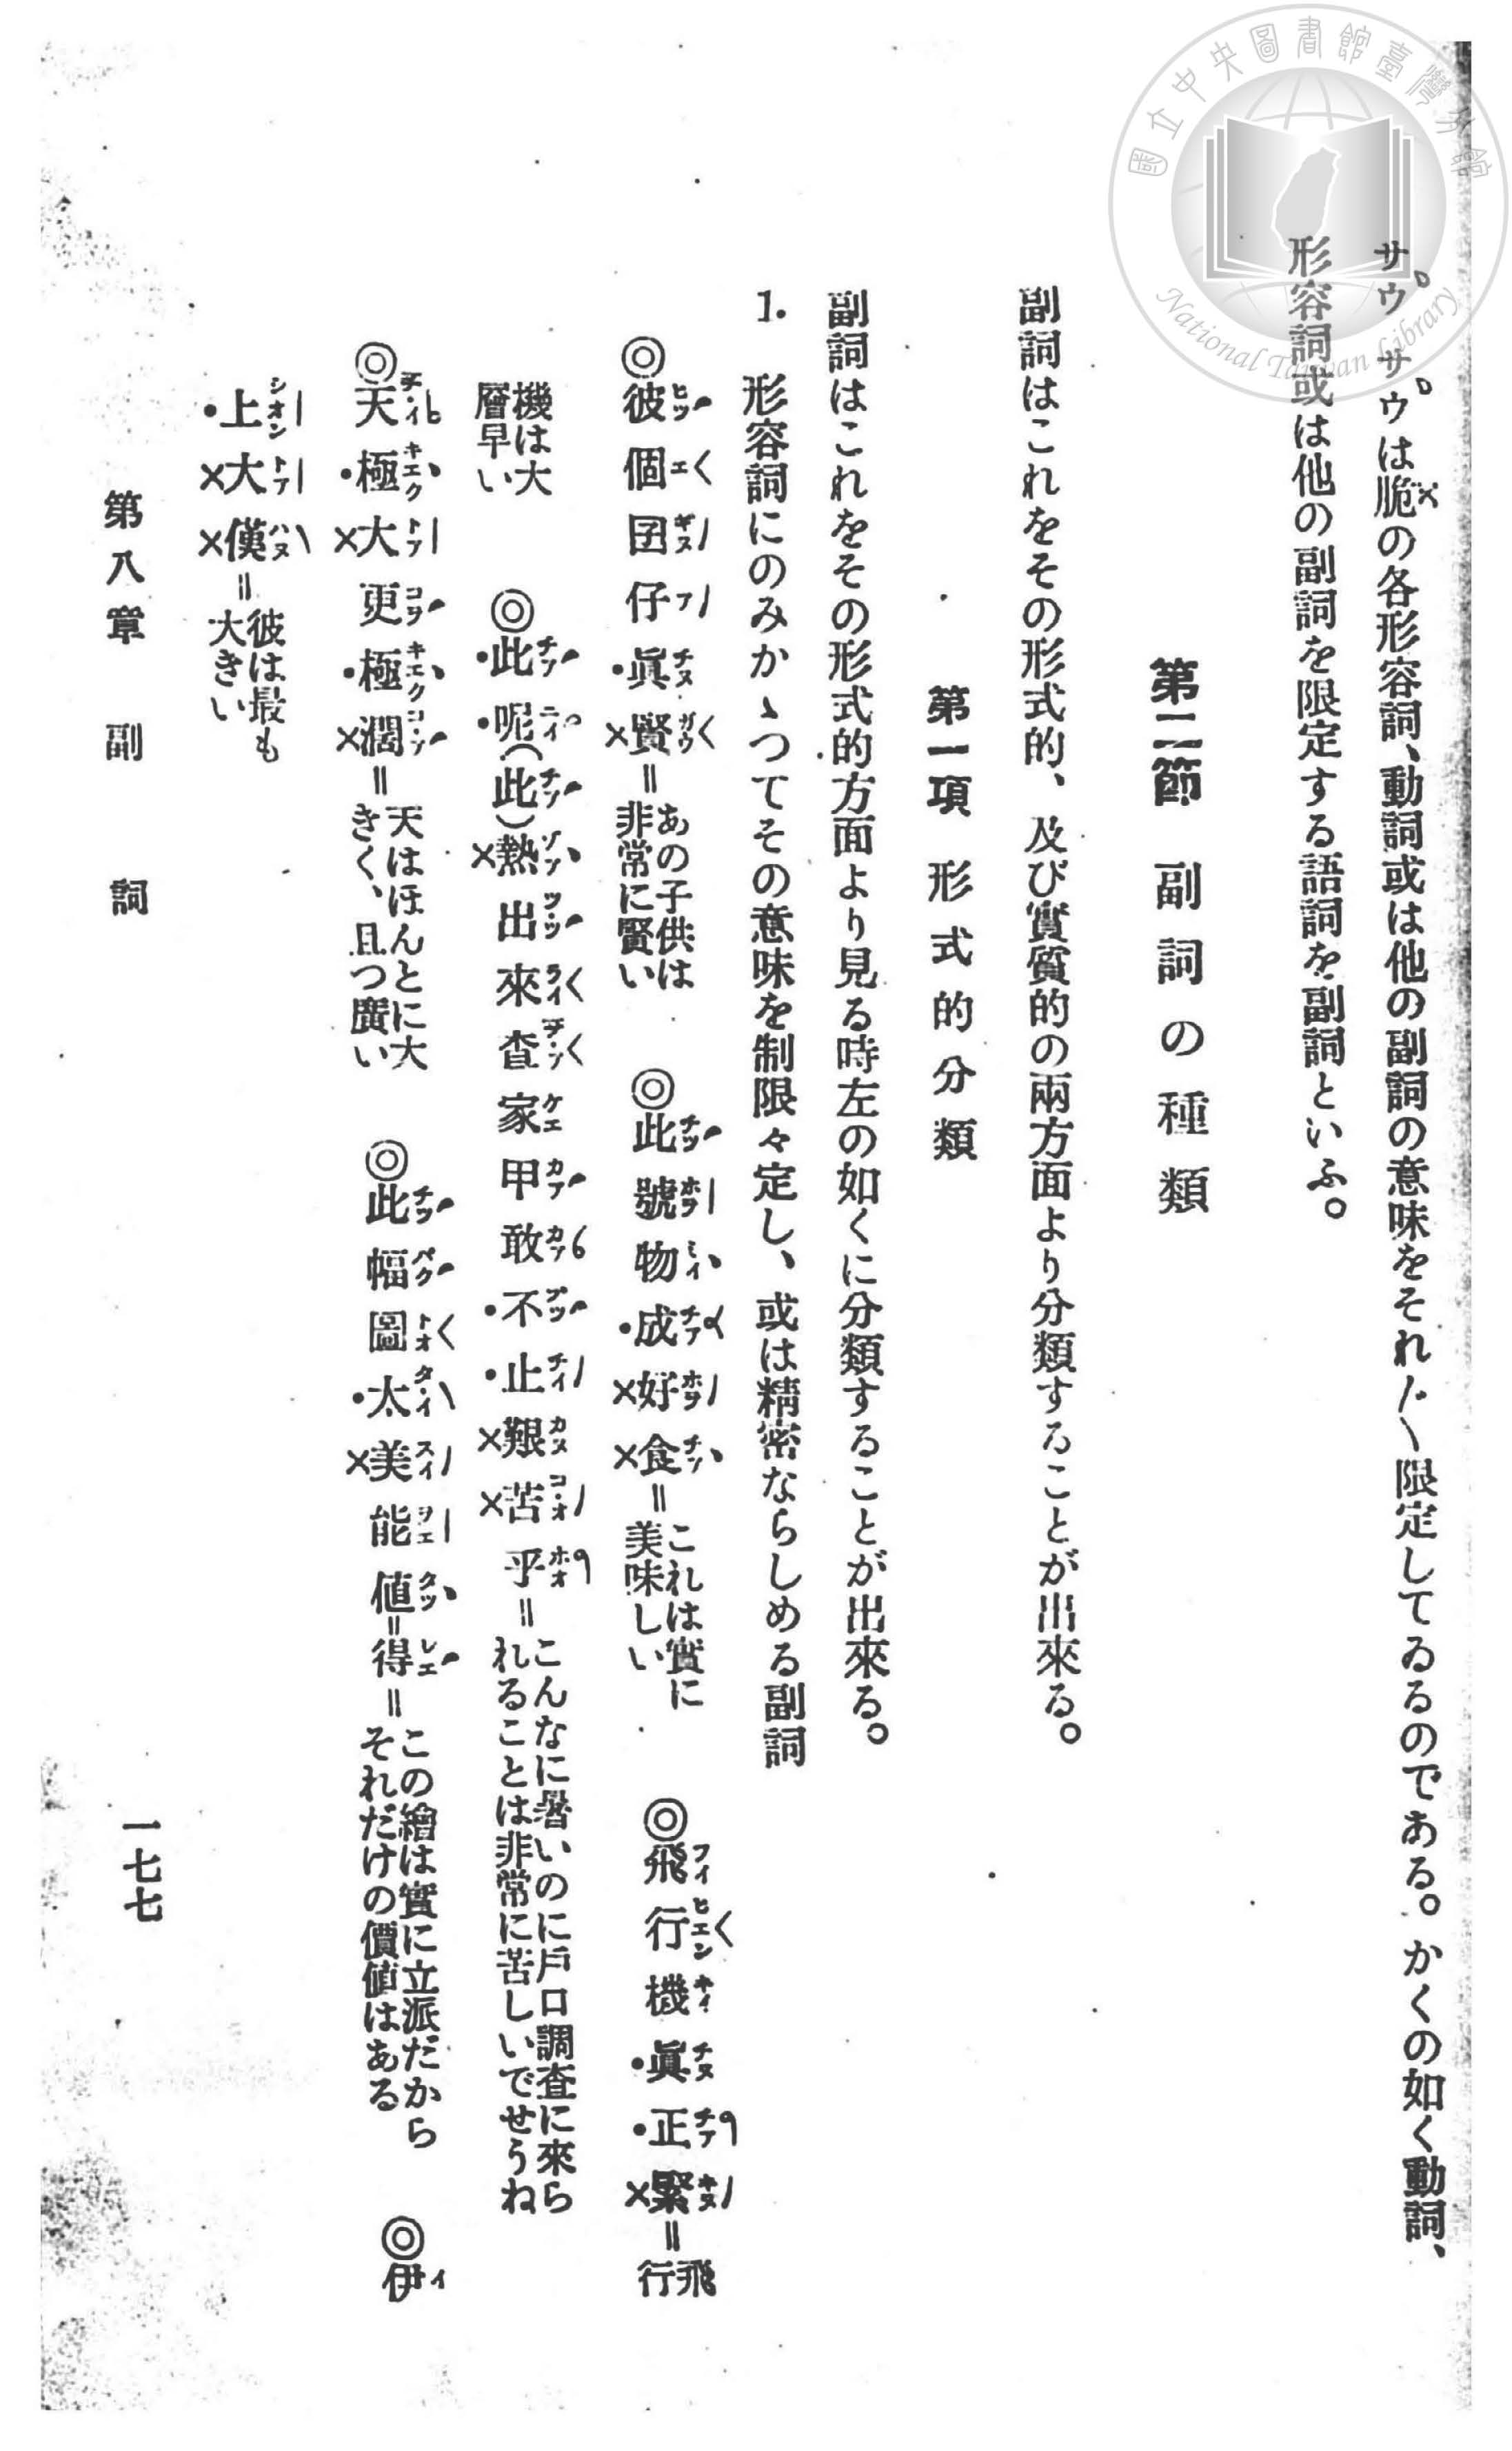 サウサウは脆の各形容詞、動詞或は他の副詞の意味をそれ〴〵限定してゐるのである。かくの如く動詞、
形容詞或は他の副詞を限定する語詞を副詞といふ。
第二節　副詞の種類
副詞はこれをその形式的、及び實質的の兩方面より分類することが出來る。
第一項　形式的分類
副詞はこれをその形式的方面より見る時左の如くに分類することが出來る。
1. 形容詞にのみかゝつてその意味を制限々定し、或は精密ならしめる副詞
◎彼個囝仔眞賢＝あの子供は非常に賢い　◎此號物成好食＝これは實に美味しい　◎飛行機眞正緊＝飛行
機は大層早い　◎此呢(此)熱出來査家甲敢不止艱苦乎＝こんなに暑いのに戶口調査に來られることは非常に苦しいでせうね
◎天極大更極濶＝天はほんとに大きく、且つ廣い　◎此幅圖太美能値＝得＝この繪は實に立派だからそれだけの價値はある　◎伊
上大僙＝彼は最も大きい
第八章　副詞
一七七
國立中央圖書館臺灣分館
National Taiwan Library